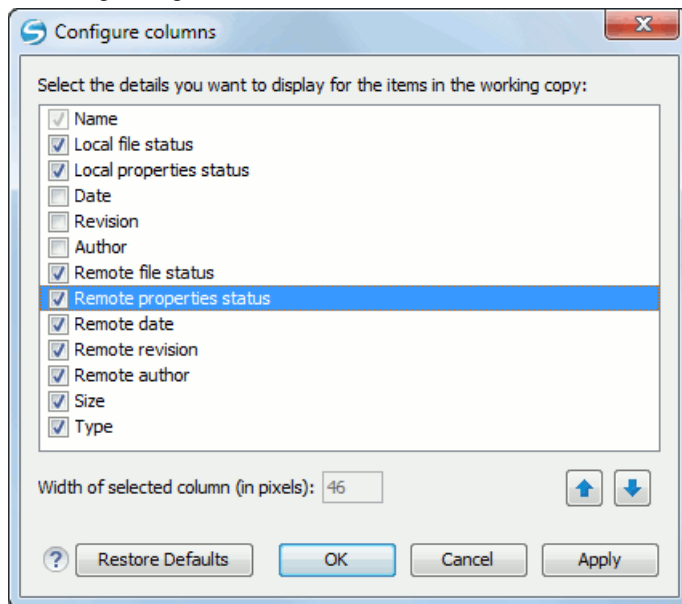 Configure columns
Select the details you want to display for the items in the working copy:
Name
Local file status
Local properties status
Date
Revision
Author
Remote file status
Remote properties status
Remote date
Remote revision
Remote author
Size
Type
Width of selected column (in pixels): 46
? Restore Defaults OK Cancel Apply